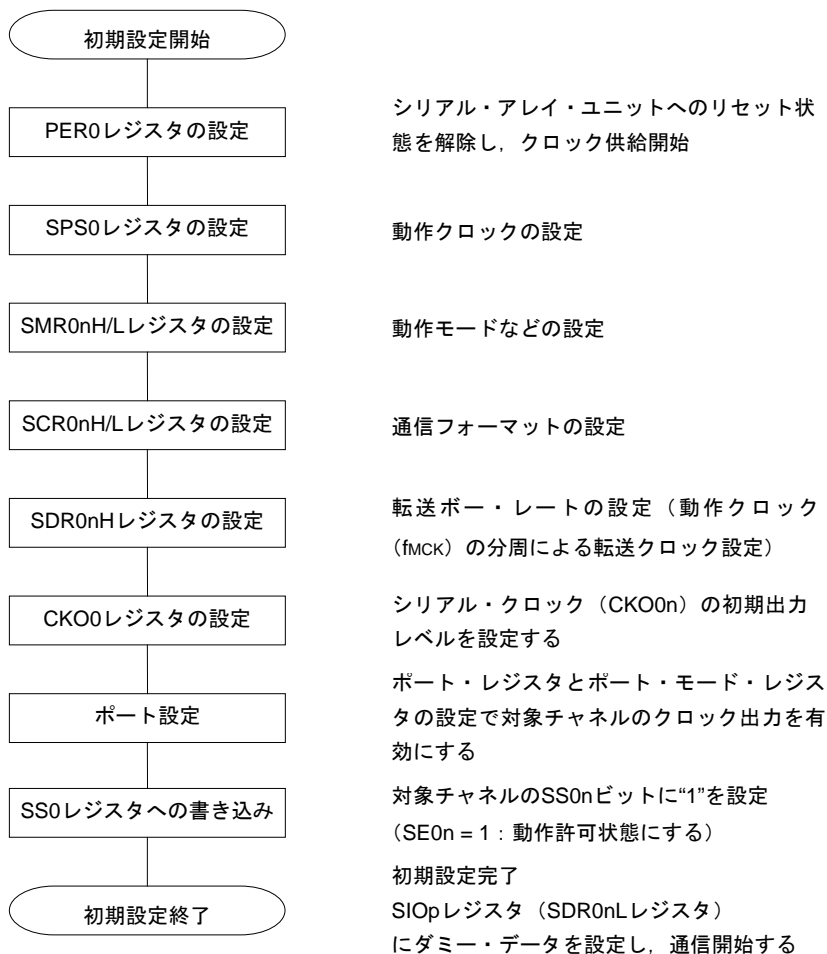 初期設定開始
PER0レジスタの設定
シリアル・アレイ・ユニットへのリセット状
態を解除し，クロック供給開始
SPS0レジスタの設定
動作クロックの設定
SMR0nH/Lレジスタの設定
動作モードなどの設定
SCR0nH/Lレジスタの設定
通信フォーマットの設定
SDR0nHレジスタの設定
転送ボー・レートの設定（動作クロック
（fMCK）の分周による転送クロック設定）
CKO0レジスタの設定
シリアル・クロック（CKO0n）の初期出力
レベルを設定する
ポート設定
ポート・レジスタとポート・モード・レジス
タの設定で対象チャネルのクロック出力を有
効にする
SS0レジスタへの書き込み
対象チャネルのSS0nビットに“1”を設定
（SE0n = 1：動作許可状態にする）
初期設定終了
初期設定完了
SIOpレジスタ（SDR0nLレジスタ）
にダミー・データを設定し，通信開始する